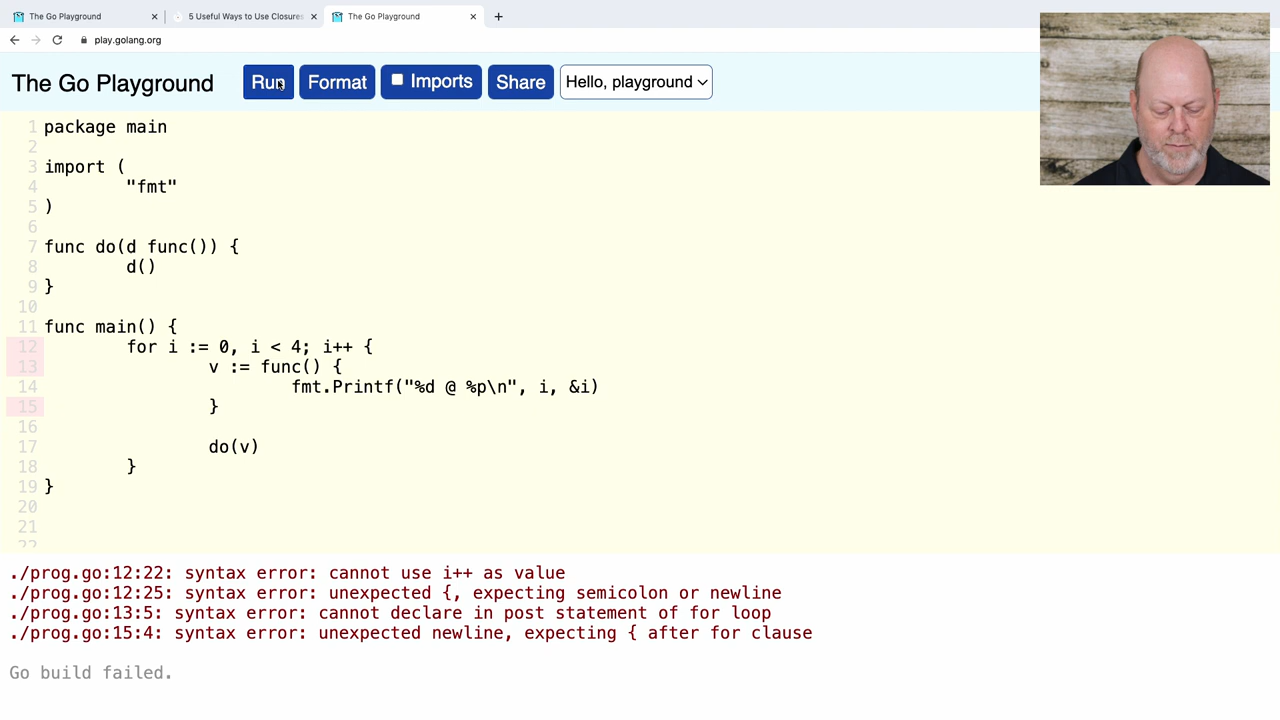 The Go Playground
5 Useful Ways to Use Closures
The Go Playground
play.golang.org
The Go Playground
Run
Format
Imports
Share
Hello, playground
1 package main
2
3 import (
4 "fmt"
5 )
6
7 func do(d func()) {
8 d()
9 }
10
11 func main() {
12 for i := 0, i < 4; i++ {
13 v := func() {
14 fmt.Printf("%d @ %p\n", i, &i)
15 }
16
17 do(v)
18 }
19 }
20
21
22
./prog.go:12:22: syntax error: cannot use i++ as value
./prog.go:12:25: syntax error: unexpected {, expecting semicolon or newline
./prog.go:13:5: syntax error: cannot declare in post statement of for loop
./prog.go:15:4: syntax error: unexpected newline, expecting { after for clause
Go build failed.